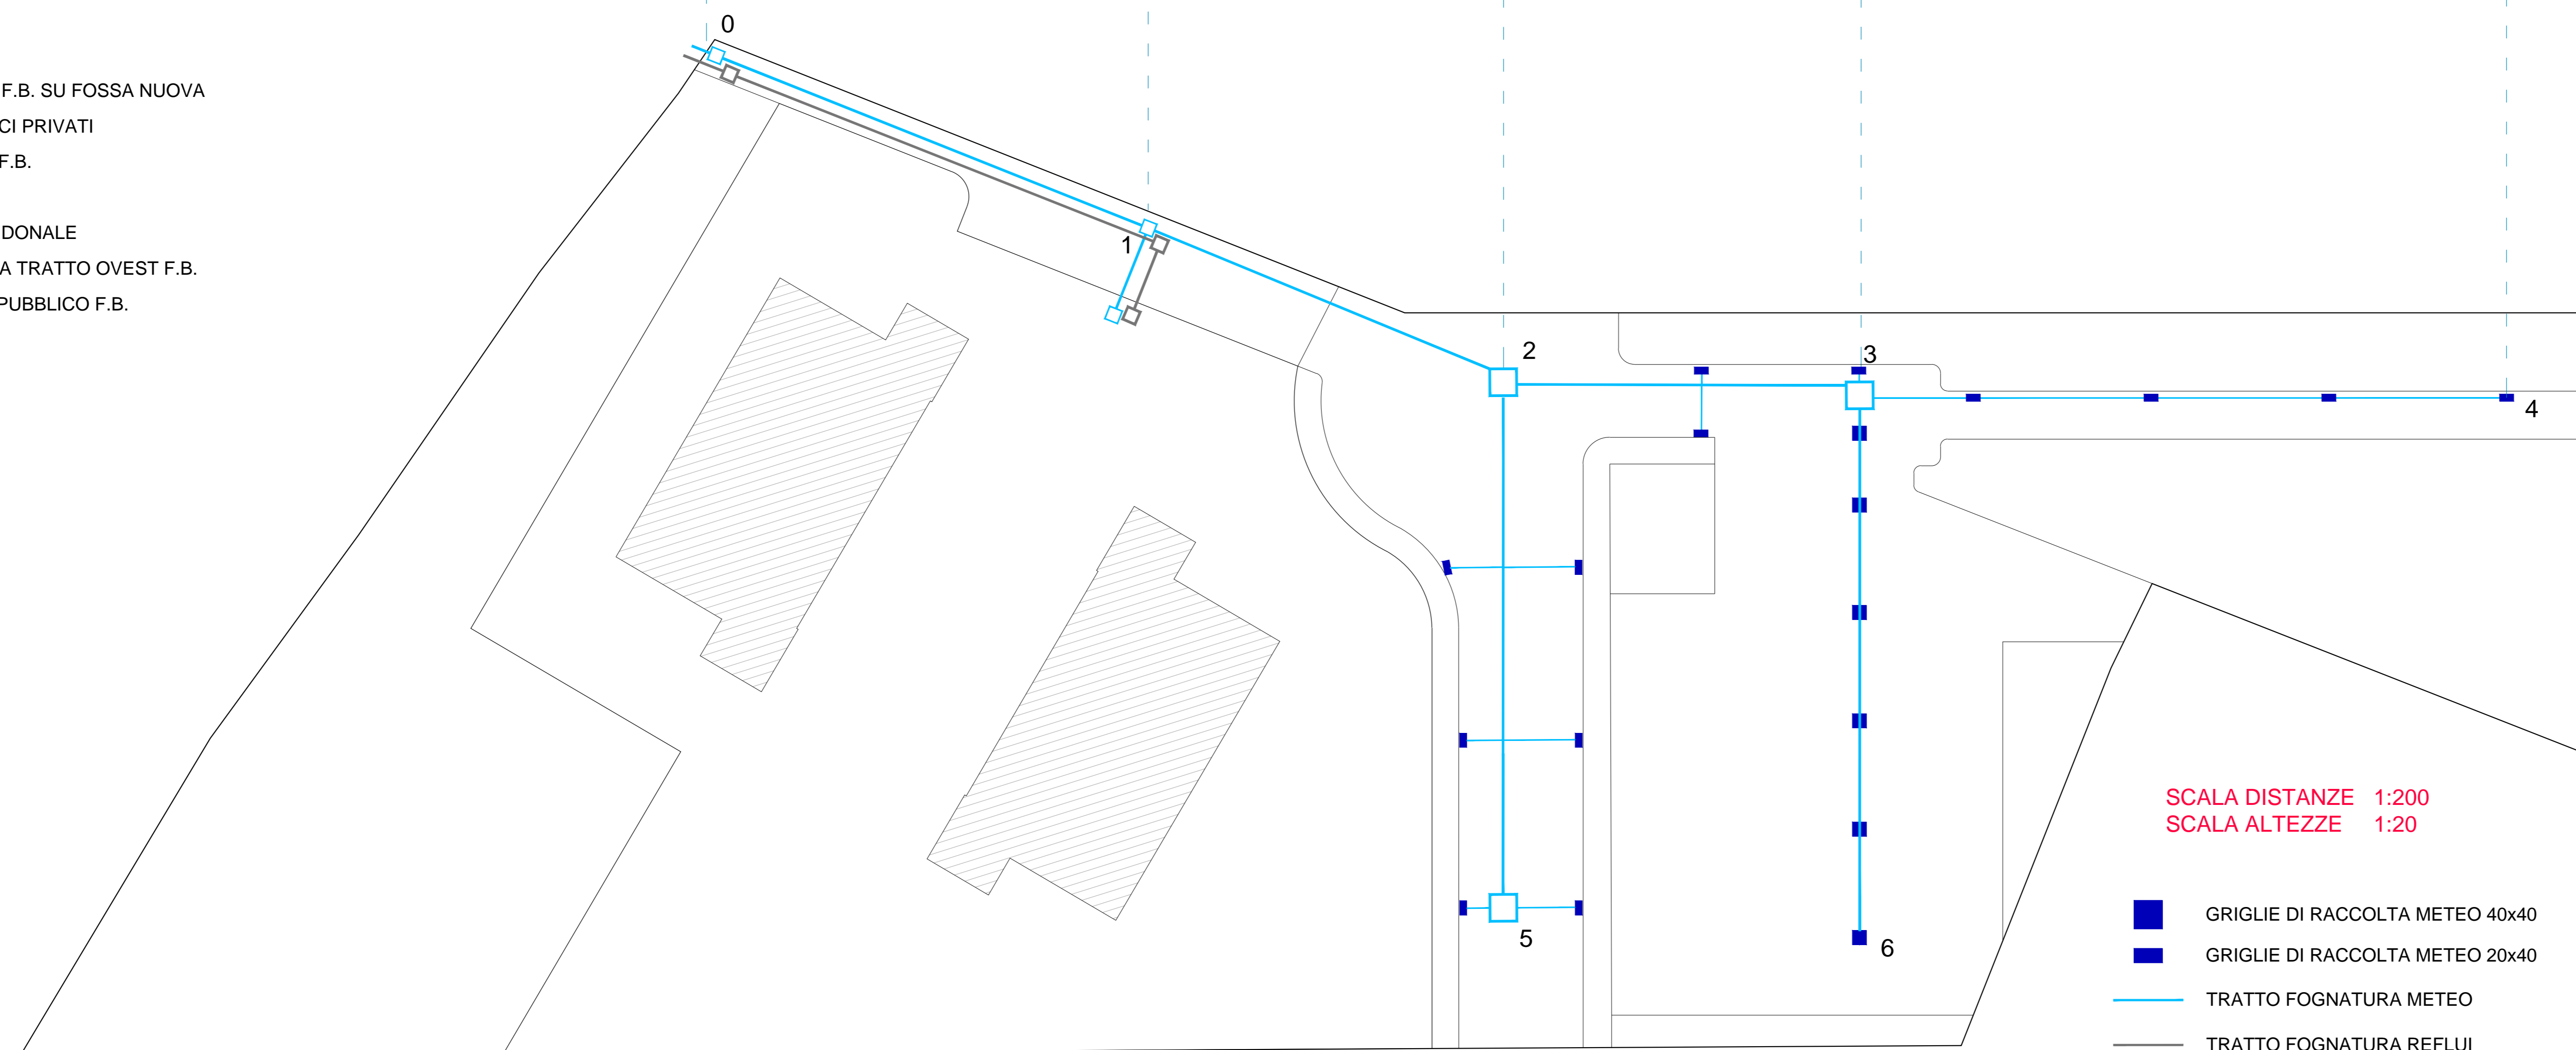 F.B. SU FOSSA NUOVA
CI PRIVATI
F.B.
DONALE
A TRATTO OVEST F.B.
PUBBLICO F.B.
0
1
2
3
4
5
6
SCALA DISTANZE 1:200
SCALA ALTEZZE 1:20
GRIGLIE DI RACCOLTA METEO 40x40
GRIGLIE DI RACCOLTA METEO 20x40
TRATTO FOGNATURA METEO
TRATTO FOGNATURA REFLUI